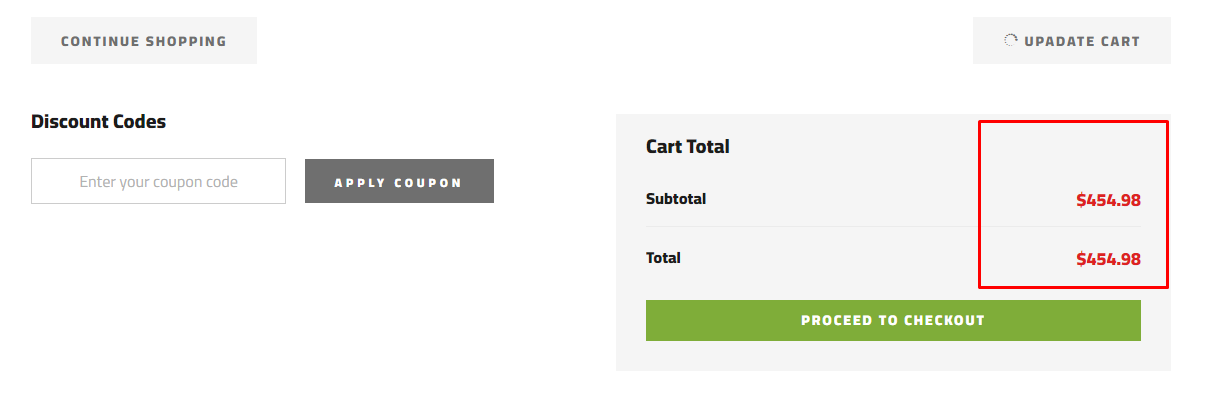 CONTINUE SHOPPING
UPADATE CART
Discount Codes
Enter your coupon code
APPLY COUPON
Cart Total
Subtotal $454.98
Total $454.98
PROCEED TO CHECKOUT